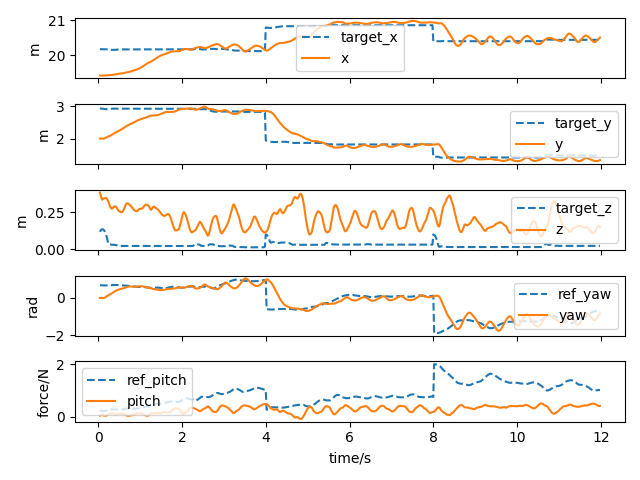 21
20
m
target_x
x
3
2
m
target_y
y
0.25
0.00
m
target_z
z
0
−2
rad
ref_yaw
yaw
2
0
force/N
ref_pitch
pitch
0 2 4 6 8 10 12
time/s